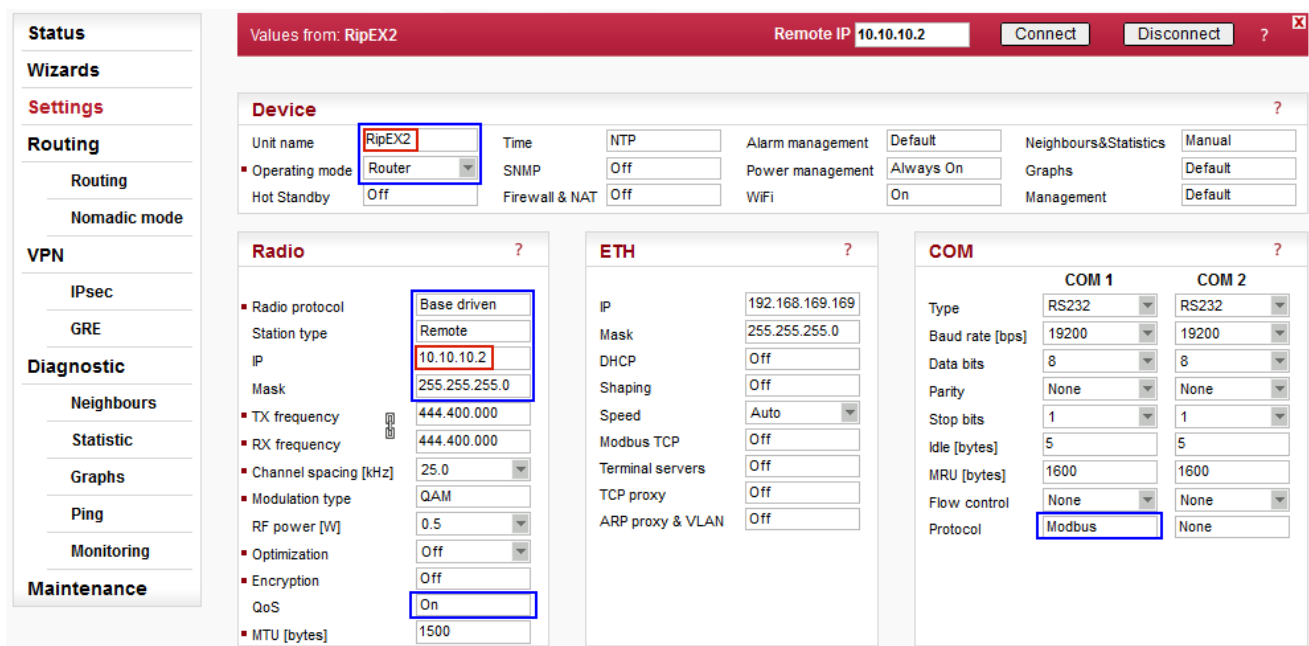 Status
Wizards
Settings
Routing
Routing
Nomadic mode
VPN
IPsec
GRE
Diagnostic
Neighbours
Statistic
Graphs
Ping
Monitoring
Maintenance
Values from: RipEX2 Remote IP 10.10.10.2 Connect Disconnect ? x
Device ?
Unit name RipEX2 Time NTP Alarm management Default Neighbours&Statistics Manual
Operating mode Router SNMP Off Power management Always On Graphs Default
Hot Standby Off Firewall & NAT Off WiFi On Management Default
Radio ?
Radio protocol Base driven
Station type Remote
IP 10.10.10.2
Mask 255.255.255.0
TX frequency 444.400.000
RX frequency 444.400.000
Channel spacing [kHz] 25.0
Modulation type QAM
RF power [W] 0.5
Optimization Off
Encryption Off
QoS On
MTU [bytes] 1500
ETH ?
IP 192.168.169.169
Mask 255.255.255.0
DHCP Off
Shaping Off
Speed Auto
Modbus TCP Off
Terminal servers Off
TCP proxy Off
ARP proxy & VLAN Off
COM ?
COM 1 COM 2
Type RS232 RS232
Baud rate [bps] 19200 19200
Data bits 8 8
Parity None None
Stop bits 1 1
Idle [bytes] 5 5
MRU [bytes] 1600 1600
Flow control None None
Protocol Modbus None